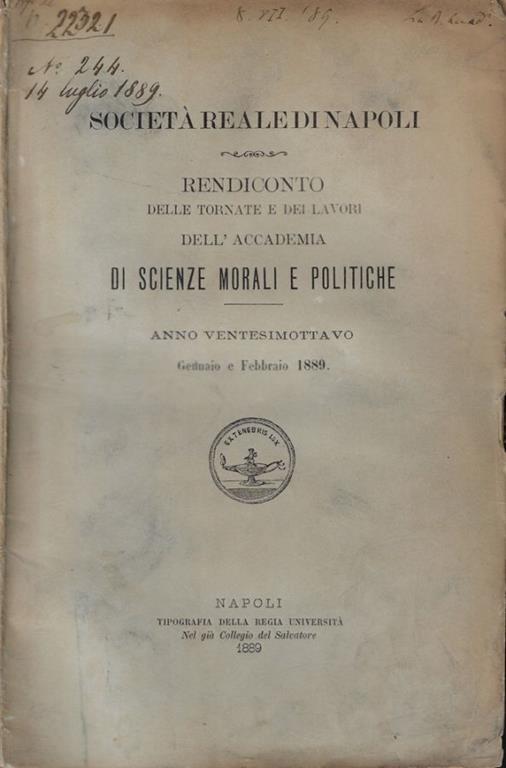 22321
8. VII. '89.
Nº 244.
14 luglio 1889.
SOCIETÀ REALE DI NAPOLI
RENDICONTO
DELLE TORNATE E DEI LAVORI
DELL' ACCADEMIA
DI SCIENZE MORALI E POLITICHE
ANNO VENTESIMOTTAVO
Gennaio e Febbraio 1889.
EX TENEBRIS LUX
NAPOLI
TIPOGRAFIA DELLA REGIA UNIVERSITÀ
Nel già Collegio del Salvatore
1889